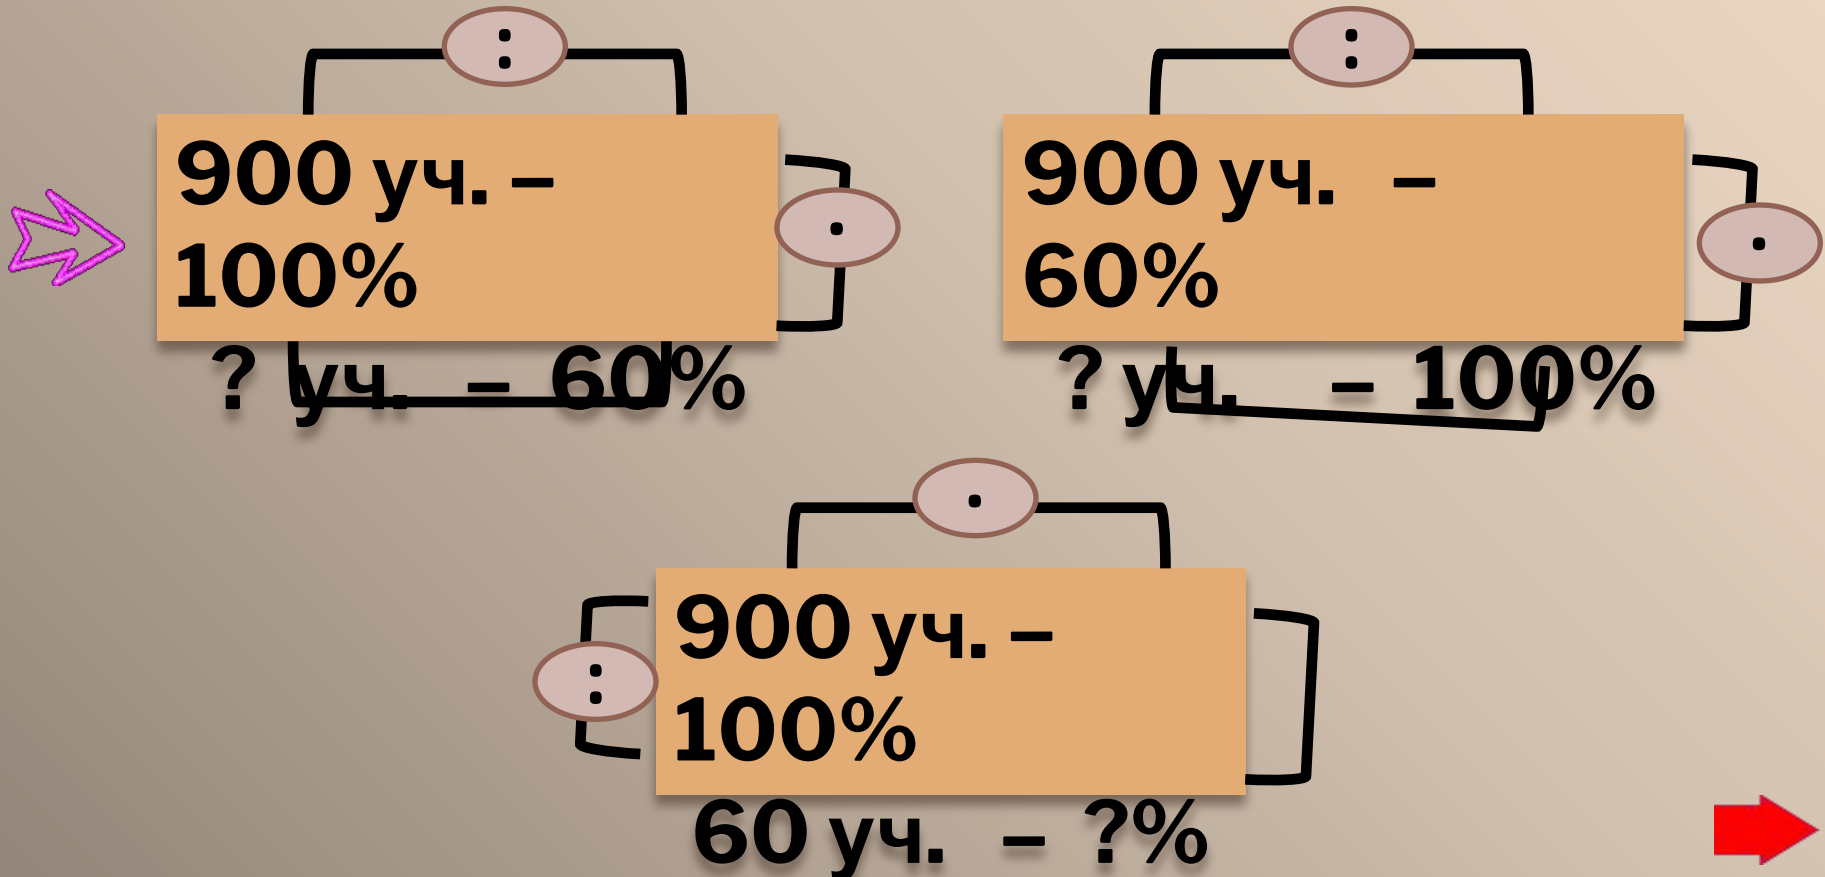 :
900 уч. –
100%
.
? уч. – 60%
:
900 уч. –
60%
.
? уч. – 100%
.
:
900 уч. –
100%
60 уч. – ?%